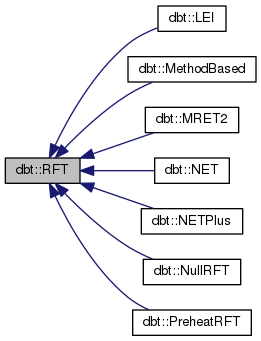 dbt::LEI
dbt::MethodBased
dbt::MRET2
dbt::RFT
dbt::NET
dbt::NETPlus
dbt::NullRFT
dbt::PreheatRFT